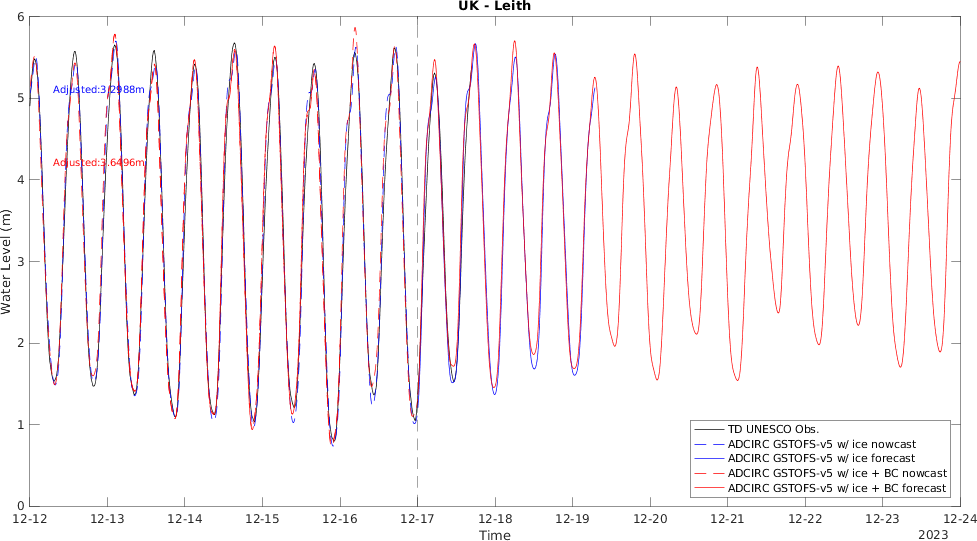 UK - Leith
6
5
4
3
2
1
0
Water Level (m)
Adjusted:3.2988m
Adjusted:3.6496m
TD UNESCO Obs.
ADCIRC GSTOFS-v5 w/ ice nowcast
ADCIRC GSTOFS-v5 w/ ice forecast
ADCIRC GSTOFS-v5 w/ ice + BC nowcast
ADCIRC GSTOFS-v5 w/ ice + BC forecast
12-12 12-13 12-14 12-15 12-16 12-17 12-18 12-19 12-20 12-21 12-22 12-23 12-24
Time
2023